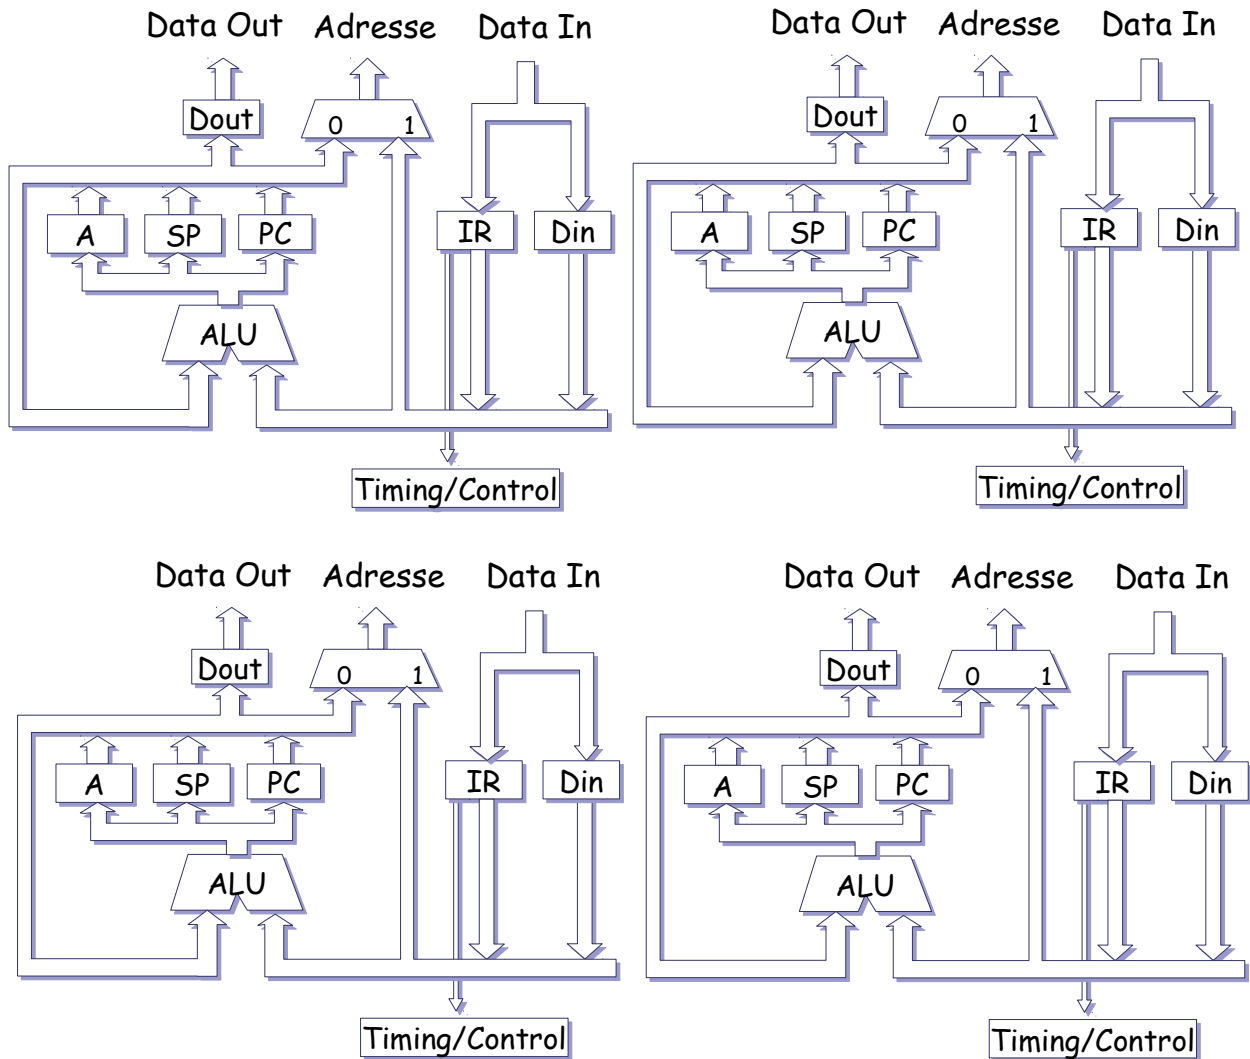 Data Out Adresse Data In
Dout 0 1
A SP PC IR Din
ALU
Timing/Control
Data Out Adresse Data In
Dout 0 1
A SP PC IR Din
ALU
Timing/Control
Data Out Adresse Data In
Dout 0 1
A SP PC IR Din
ALU
Timing/Control
Data Out Adresse Data In
Dout 0 1
A SP PC IR Din
ALU
Timing/Control